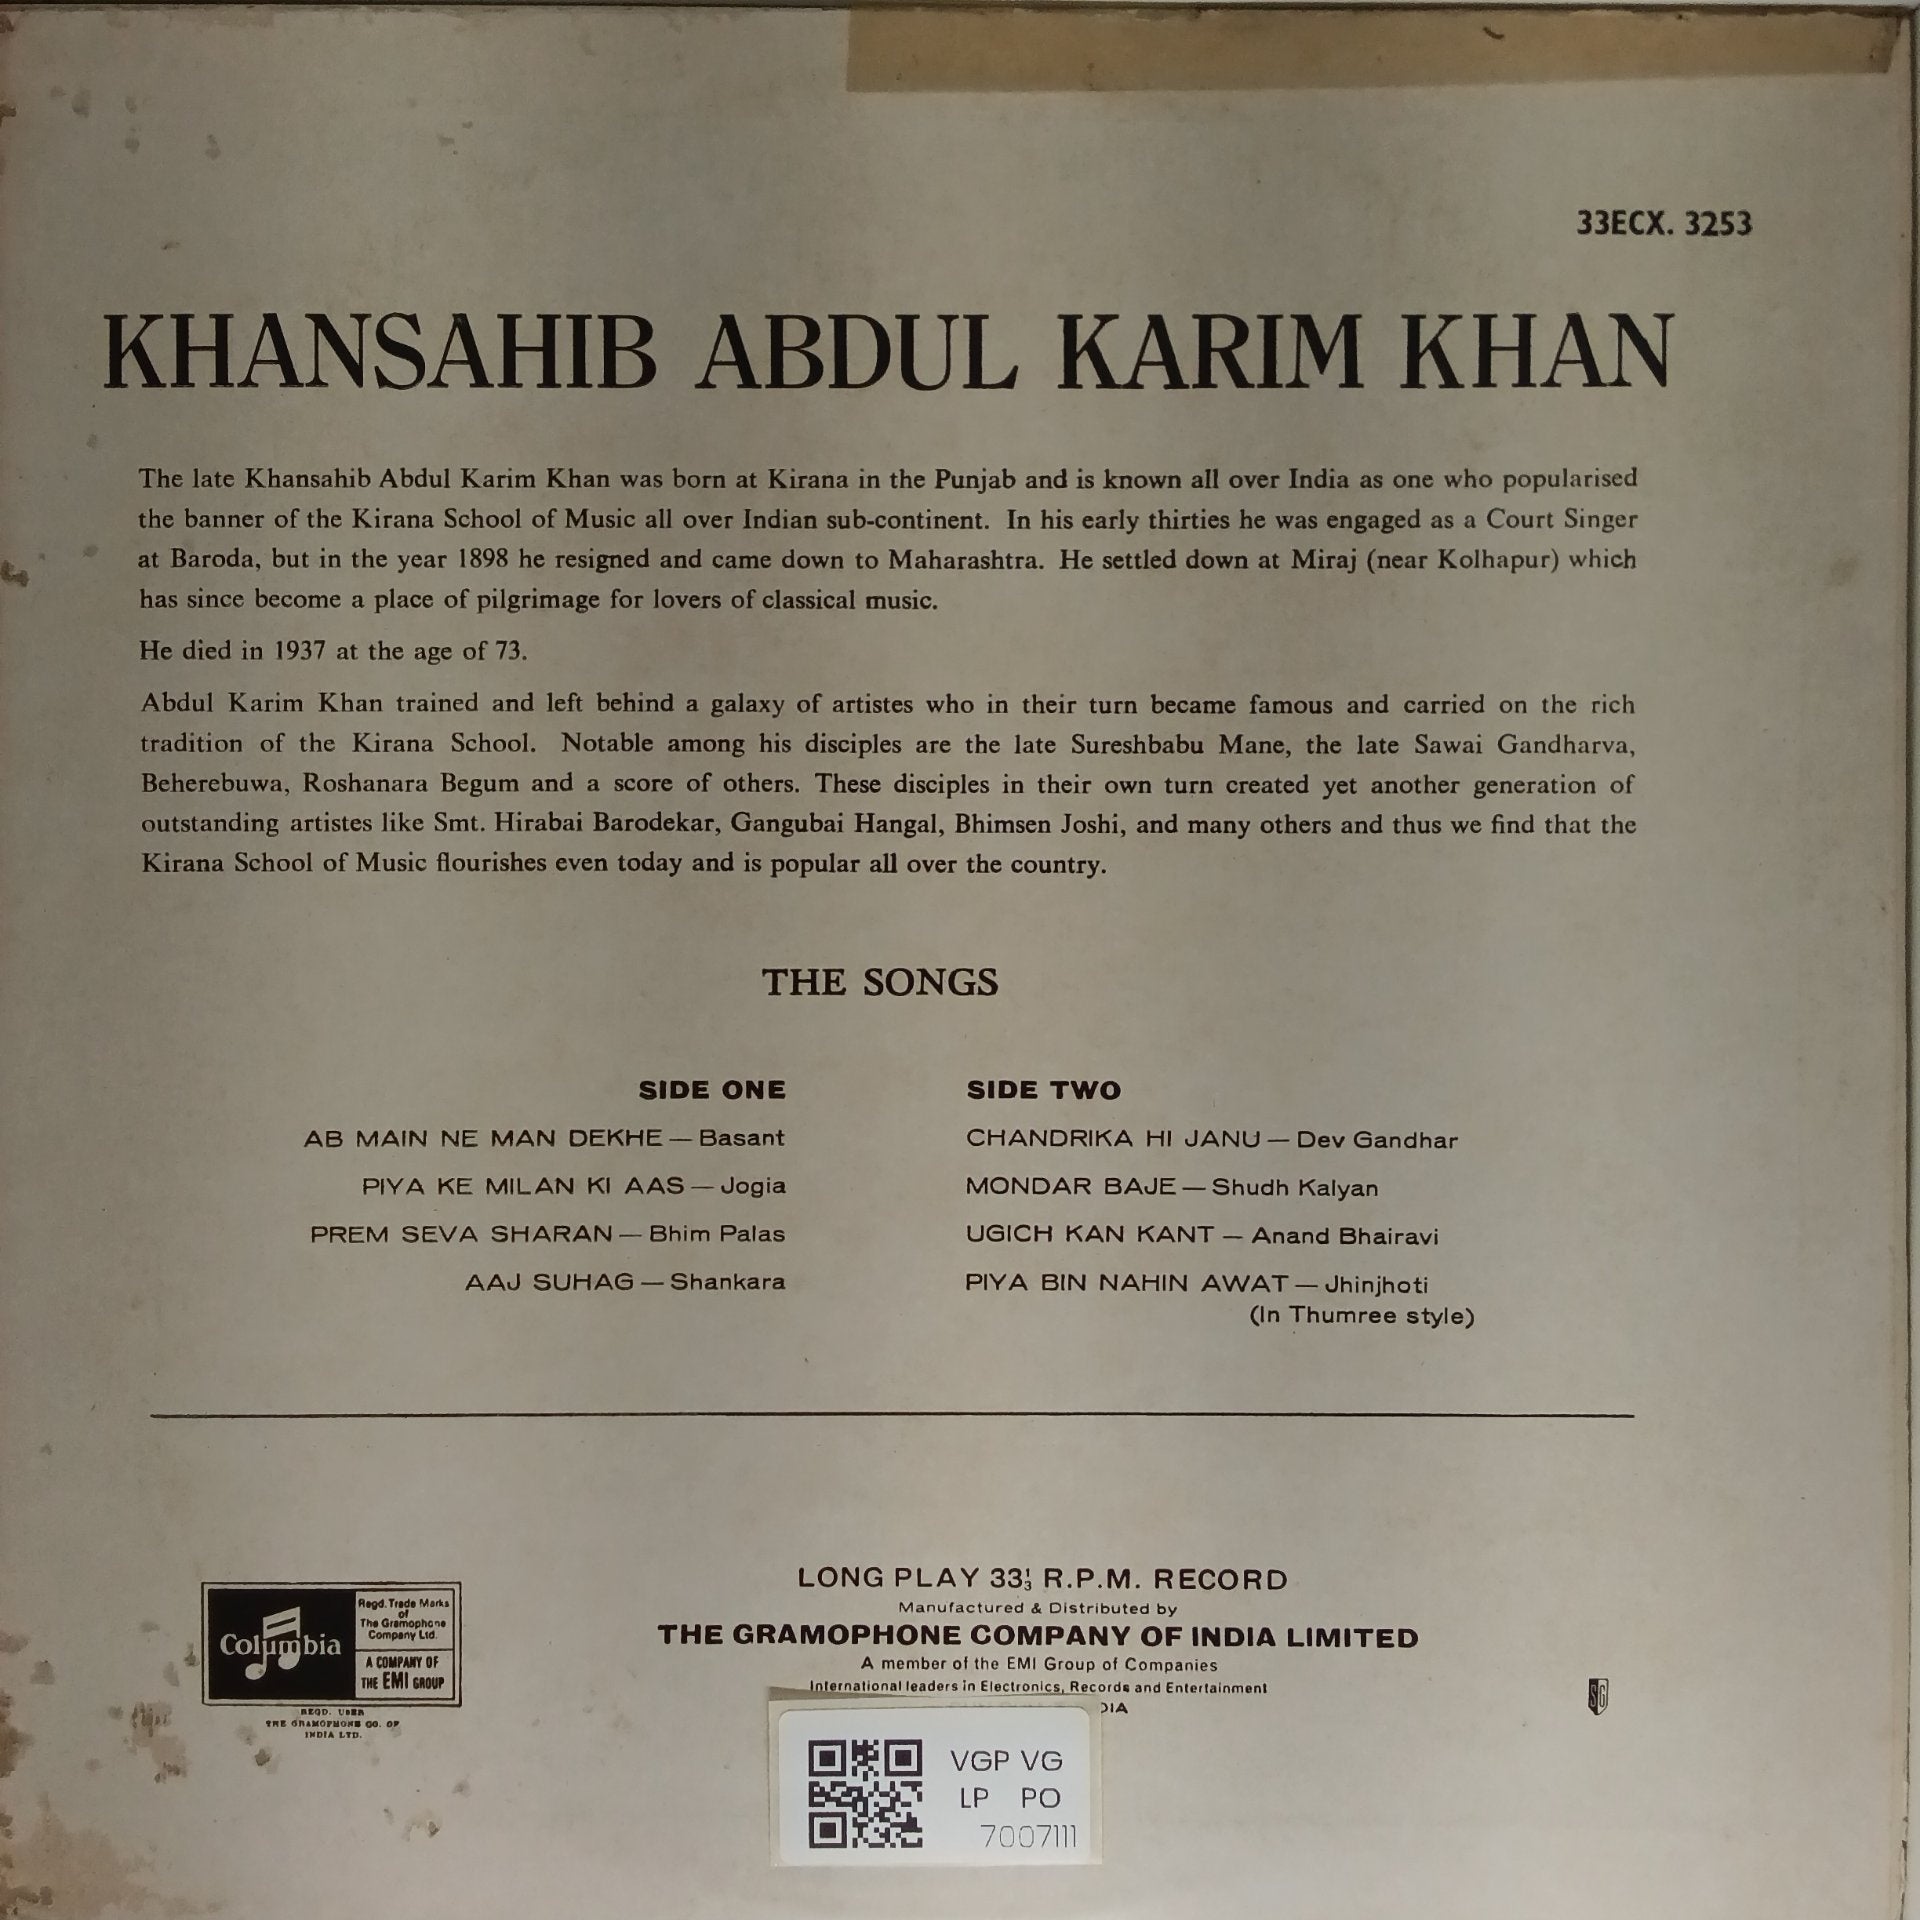 33ECX. 3253
KHANSAHIB ABDUL KARIM KHAN
The late Khansahib Abdul Karim Khan was born at Kirana in the Punjab and is known all over India as one who popularised
the banner of the Kirana School of Music all over Indian sub-continent. In his early thirties he was engaged as a Court Singer
at Baroda, but in the year 1898 he resigned and came down to Maharashtra. He settled down at Miraj (near Kolhapur) which
has since become a place of pilgrimage for lovers of classical music.
He died in 1937 at the age of 73.
Abdul Karim Khan trained and left behind a galaxy of artistes who in their turn became famous and carried on the rich
tradition of the Kirana School. Notable among his disciples are the late Sureshbabu Mane, the late Sawai Gandharva,
Beherebuwa, Roshanara Begum and a score of others. These disciples in their own turn created yet another generation of
outstanding artistes like Smt. Hirabai Barodekar, Gangubai Hangal, Bhimsen Joshi, and many others and thus we find that the
Kirana School of Music flourishes even today and is popular all over the country.
THE SONGS
SIDE ONE
AB MAIN NE MAN DEKHE — Basant
PIYA KE MILAN KI AAS — Jogia
PREM SEVA SHARAN — Bhim Palas
AAJ SUHAG — Shankara
SIDE TWO
CHANDRIKA HI JANU — Dev Gandhar
MONDAR BAJE — Shudh Kalyan
UGICH KAN KANT — Anand Bhairavi
PIYA BIN NAHIN AWAT — Jhinjhoti
(In Thumree style)
Columbia
Regd. Trade Marks
of
The Gramophone
Company Ltd.
A COMPANY OF
THE EMI GROUP
REGD. USER
THE GRAMOPHONE CO. OF
INDIA LTD.
LONG PLAY 33⅓ R.P.M. RECORD
Manufactured & Distributed by
THE GRAMOPHONE COMPANY OF INDIA LIMITED
A member of the EMI Group of Companies
International leaders in Electronics, Records and Entertainment
SG
VGP VG
LP PO
7007111